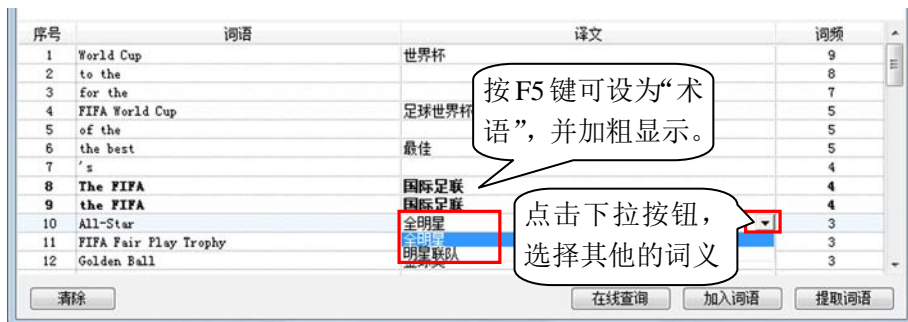 序号 词语 译文 词频
1 World Cup 世界杯 9
2 to the 8
3 for the 7
4 FIFA World Cup 足球世界杯 5
5 of the 5
6 the best 最佳 5
7 's 4
8 The FIFA 国际足联 4
9 the FIFA 国际足联 4
10 All-Star 全明星 3
11 FIFA Fair Play Trophy 全明星 3
12 Golden Ball 明星联队 3
按F5键可设为“术
语”，并加粗显示。
点击下拉按钮，
选择其他的词义
清除 在线查询 加入词语 提取词语